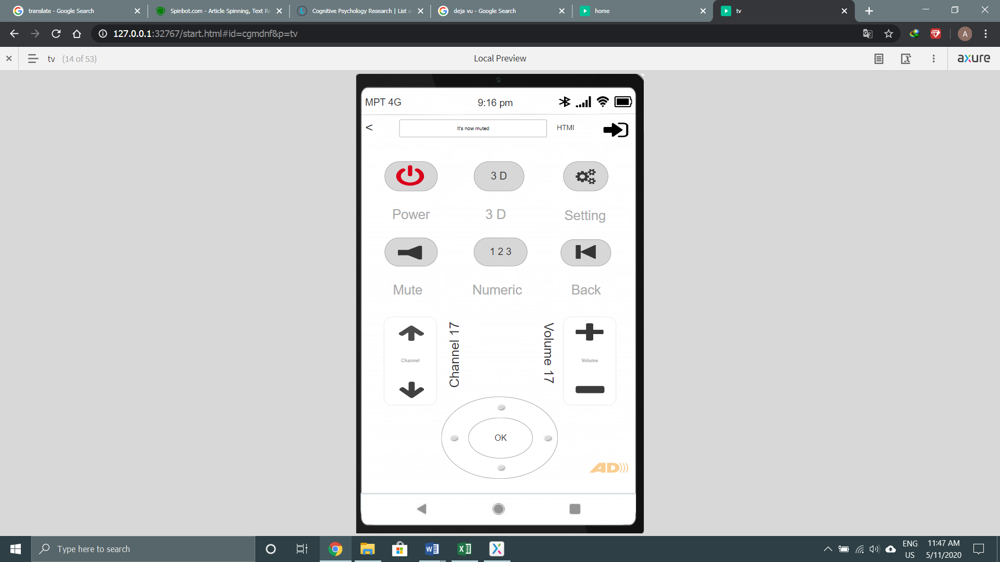 translate - Google Search
Spinbot.com - Article Spinning, Text Re
Cognitive Psychology Research | List o
deja vu - Google Search
home
tv
127.0.0.1:32767/start.html#id=cgmdnf&p=tv
A
tv (14 of 53)
Local Preview
axure
MPT 4G
9:16 pm
<
It's now muted
HTMI
3 D
Power
3 D
Setting
1 2 3
Mute
Numeric
Back
Channel
Channel 17
Volume 17
Volume
OK
AD
Type here to search
ENG
US
11:47 AM
5/11/2020